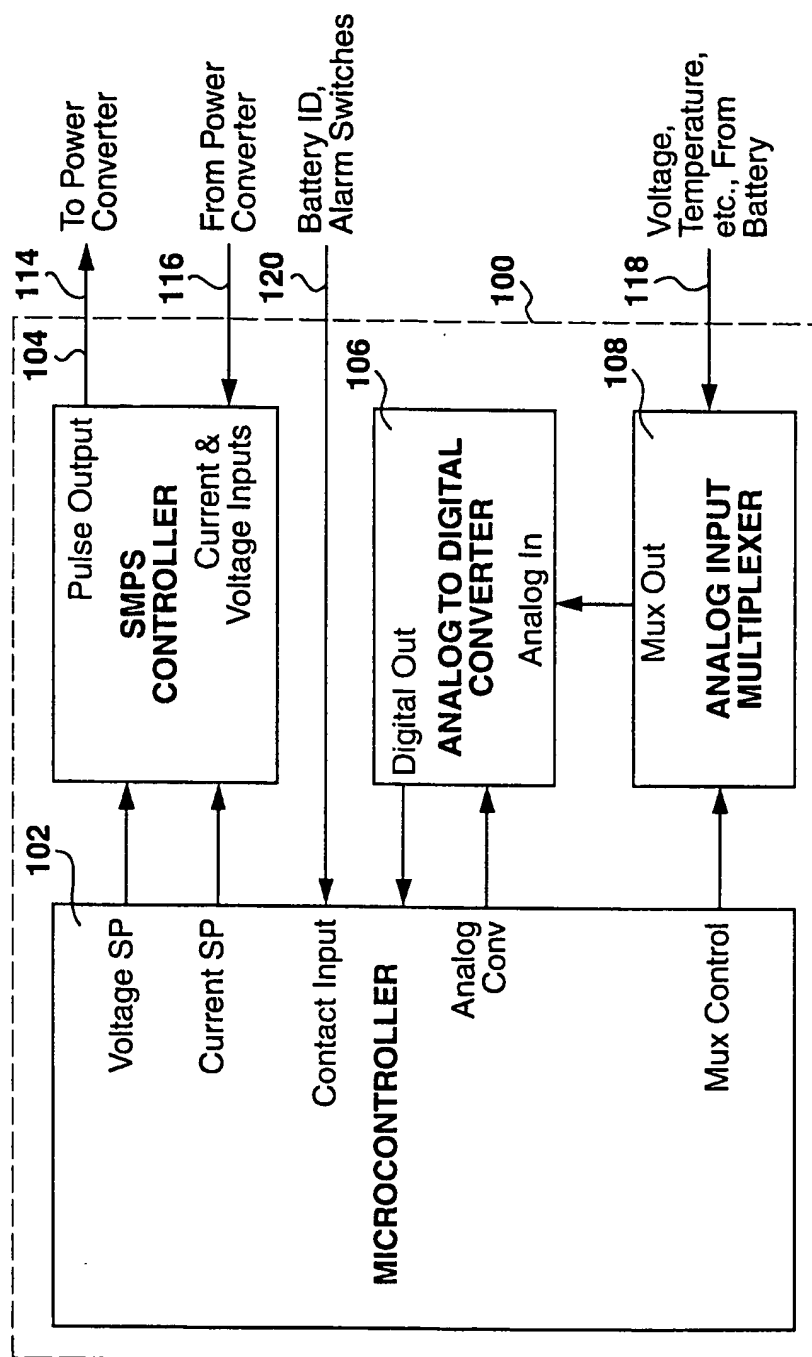 102
MICROCONTROLLER
Voltage SP
Current SP
Contact Input
Analog
Conv
Mux Control
SMPS
CONTROLLER
Pulse Output
Current &
Voltage Inputs
104
114
To Power
Converter
116
From Power
Converter
120
Battery ID,
Alarm Switches
100
106
Digital Out
ANALOG TO DIGITAL
CONVERTER
Analog In
108
Mux Out
ANALOG INPUT
MULTIPLEXER
118
Voltage,
Temperature,
etc., From
Battery